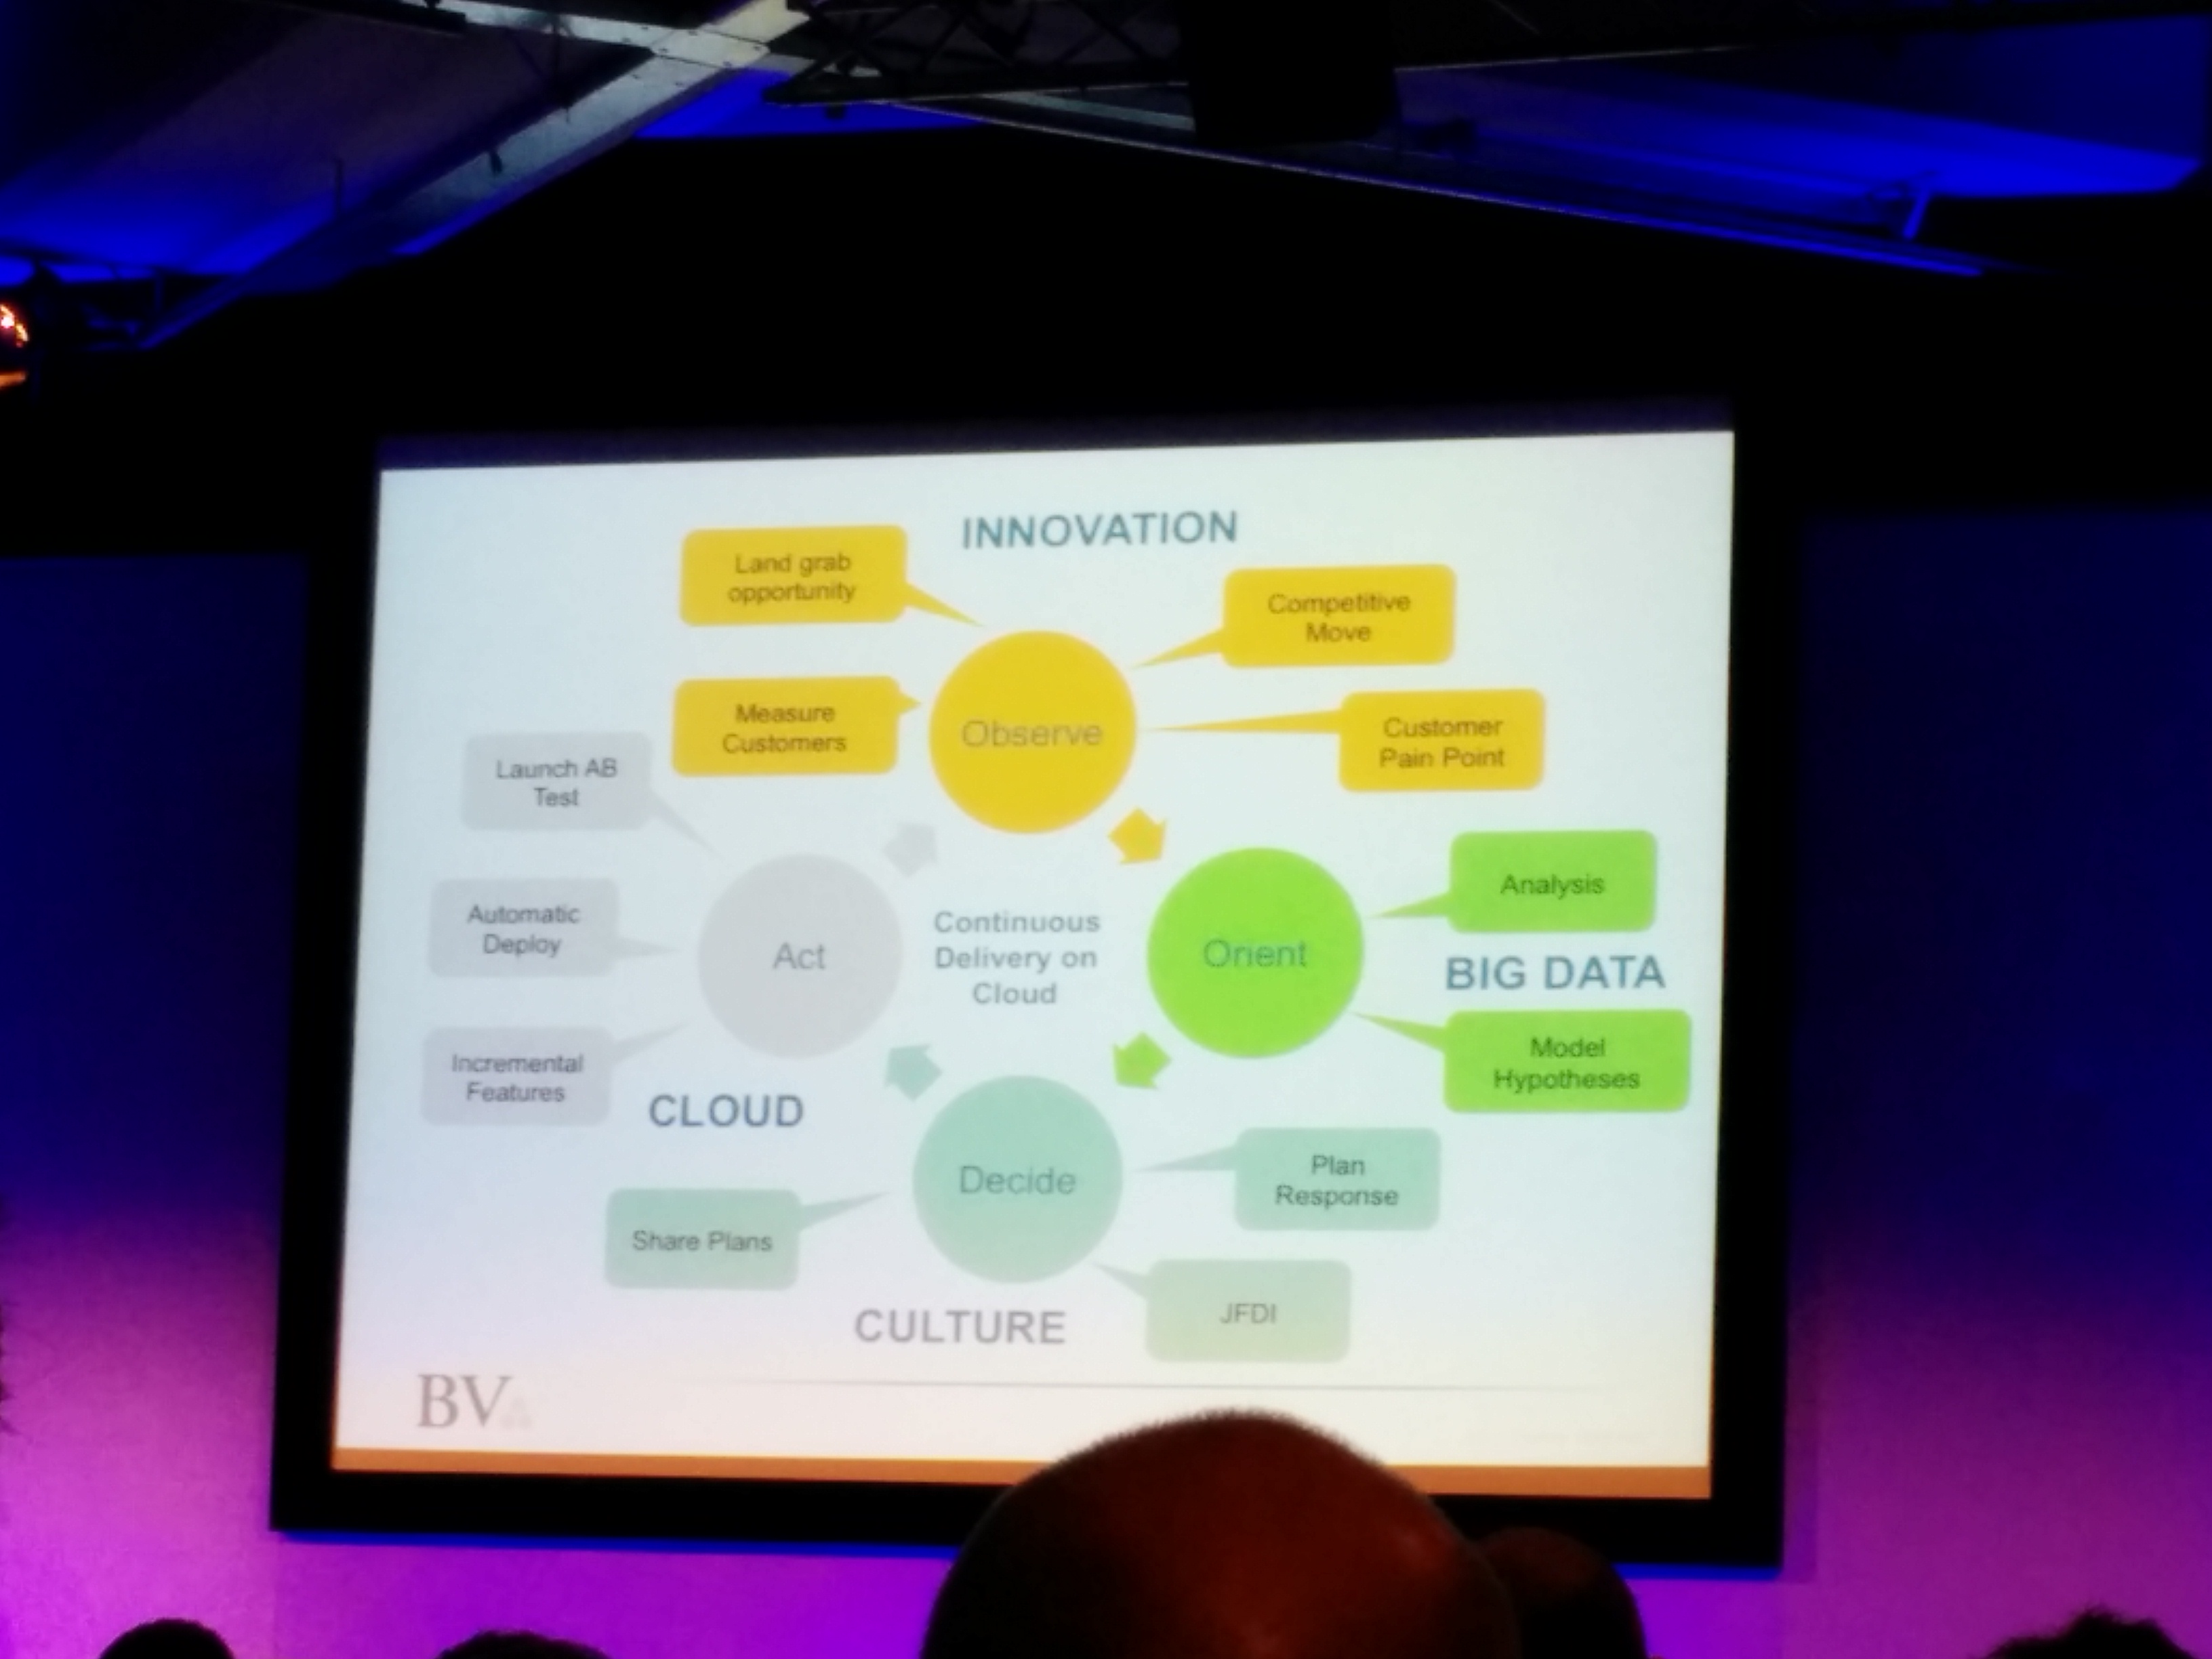 INNOVATION
Land grab
opportunity
Competitive
Move
Measure
Customers
Observe
Customer
Pain Point
Launch AB
Test
Analysis
Automatic
Deploy
Act
Continuous
Delivery on
Cloud
Orient
BIG DATA
Incremental
Features
Model
Hypotheses
CLOUD
Decide
Plan
Response
Share Plans
JFDI
CULTURE
BV